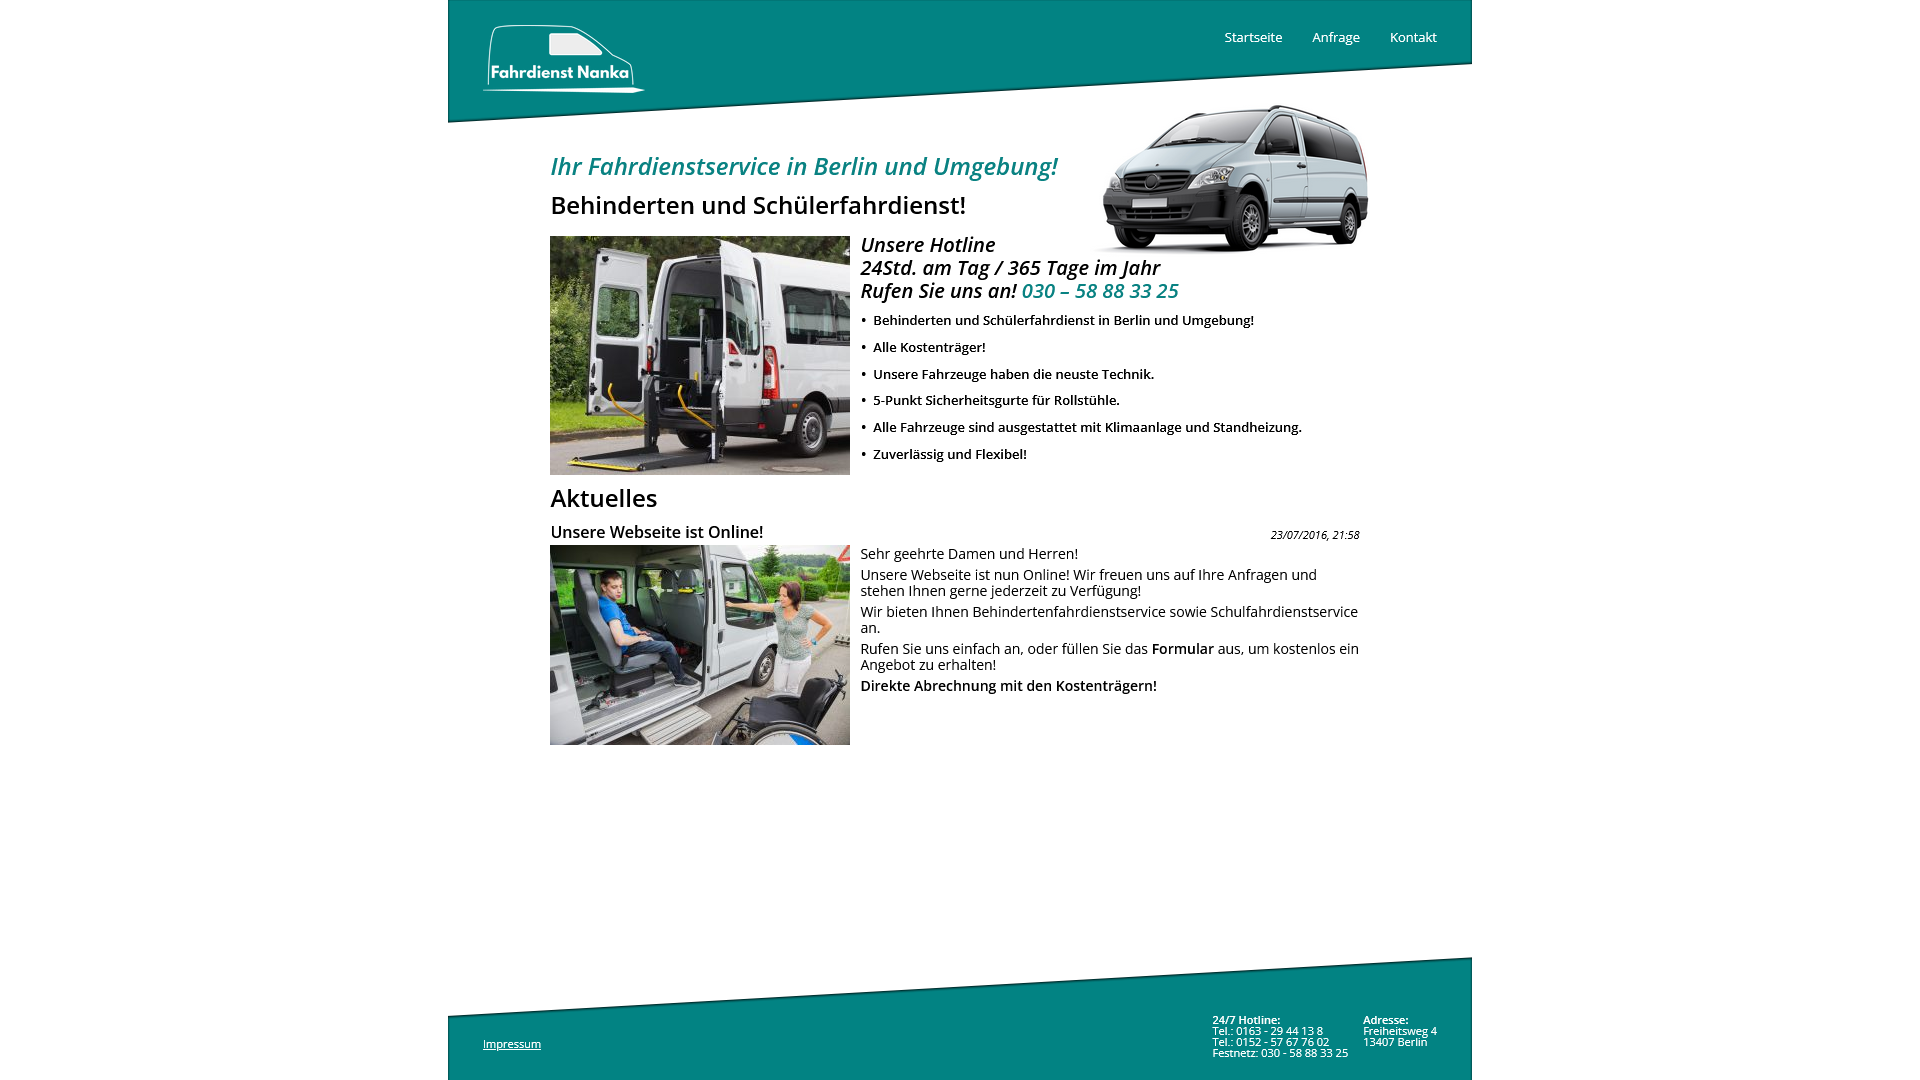 Fahrdienst Nanka
Startseite
Anfrage
Kontakt
Ihr Fahrdienstservice in Berlin und Umgebung!
Behinderten und Schülerfahrdienst!
Unsere Hotline
24Std. am Tag / 365 Tage im Jahr
Rufen Sie uns an! 030 – 58 88 33 25
• Behinderten und Schülerfahrdienst in Berlin und Umgebung!
• Alle Kostenträger!
• Unsere Fahrzeuge haben die neuste Technik.
• 5-Punkt Sicherheitsgurte für Rollstühle.
• Alle Fahrzeuge sind ausgestattet mit Klimaanlage und Standheizung.
• Zuverlässig und Flexibel!
Aktuelles
Unsere Webseite ist Online!
23/07/2016, 21:58
Sehr geehrte Damen und Herren!
Unsere Webseite ist nun Online! Wir freuen uns auf Ihre Anfragen und
stehen Ihnen gerne jederzeit zu Verfügung!
Wir bieten Ihnen Behindertenfahrdienstservice sowie Schulfahrdienstservice
an.
Rufen Sie uns einfach an, oder füllen Sie das Formular aus, um kostenlos ein
Angebot zu erhalten!
Direkte Abrechnung mit den Kostenträgern!
Impressum
24/7 Hotline:
Tel.: 0163 - 29 44 13 8
Tel.: 0152 - 57 67 76 02
Festnetz: 030 - 58 88 33 25
Adresse:
Freiheitsweg 4
13407 Berlin